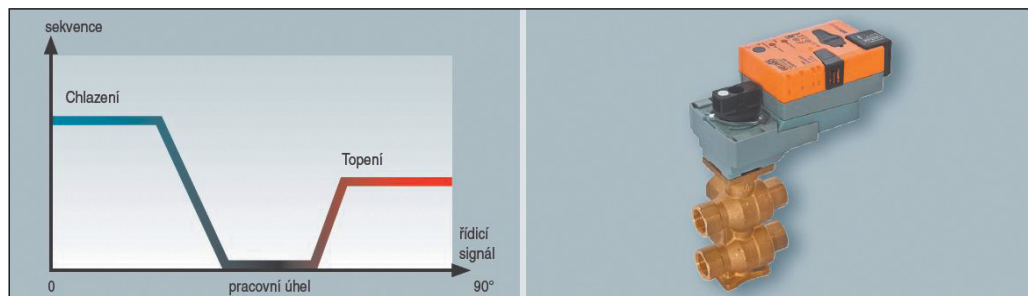 sekvence
Chlazení
Topení
řídicí
signál
0
pracovní úhel
90°